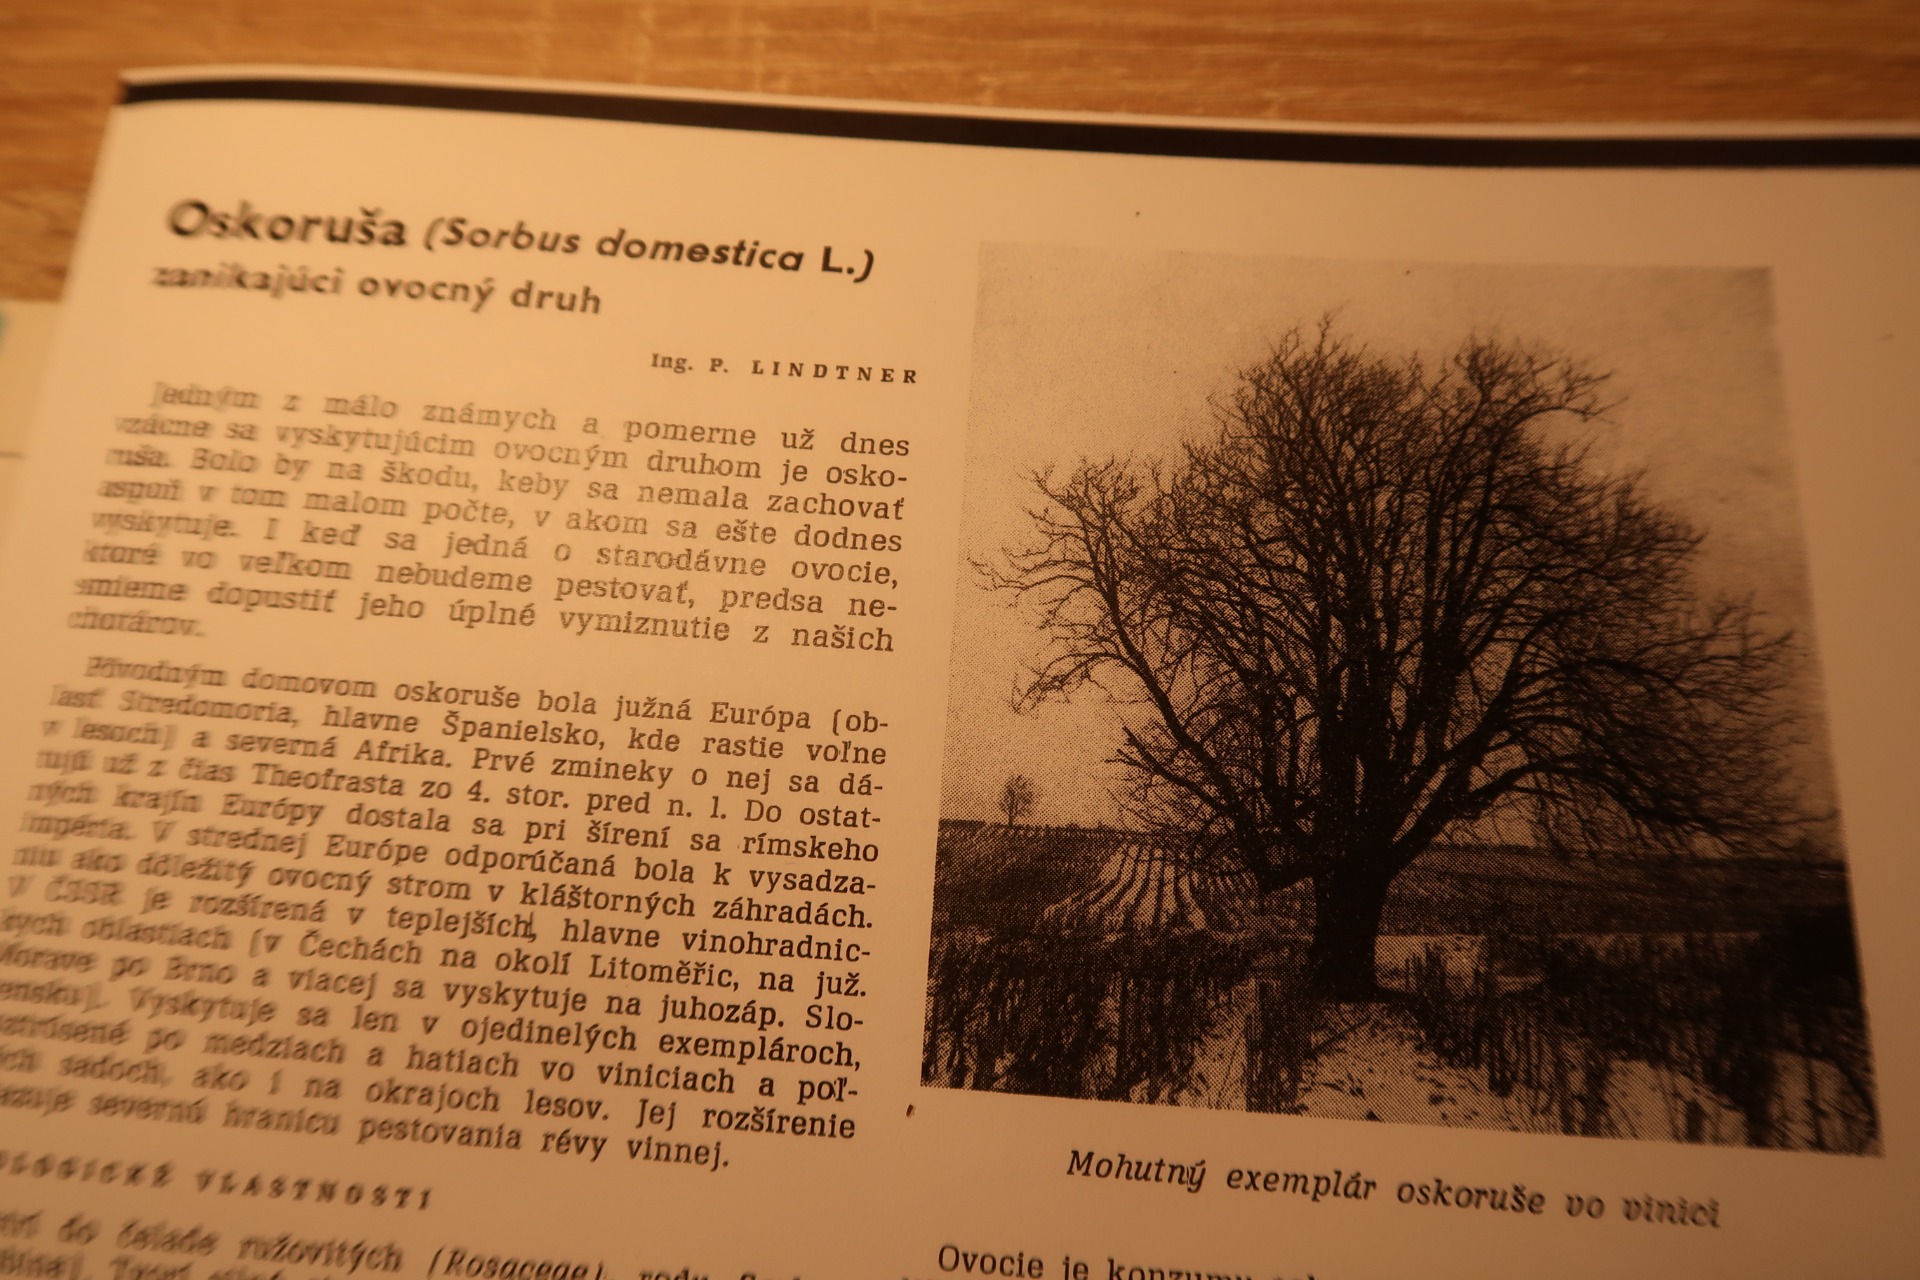 Oskoruša (Sorbus domestica L.)
zanikajúci ovocný druh
Ing. P. LINDTNER
Jedným z málo známych a pomerne už dnes
vzácne sa vyskytujúcim ovocným druhom je osko-
ruša. Bolo by na škodu, keby sa nemala zachovať
aspoň v tom malom počte, v akom sa ešte dodnes
vyskytuje. I keď sa jedná o starodávne ovocie,
ktoré vo veľkom nebudeme pestovať, predsa ne-
smieme dopustiť jeho úplné vymiznutie z našich
chotárov.
Pôvodným domovom oskoruše bola južná Európa (ob-
lasť Stredomoria, hlavne Španielsko, kde rastie voľne
v lesoch) a severná Afrika. Prvé zmineky o nej sa dá-
tujú už z čias Theofrasta zo 4. stor. pred n. l. Do ostat-
ných krajín Európy dostala sa pri šírení sa rímskeho
impéria. V strednej Európe odporúčaná bola k vysadza-
niu ako dôležitý ovocný strom v kláštorných záhradách.
V ČSSR je rozšírená v teplejších, hlavne vinohradníc-
kych oblastiach (v Čechách na okolí Litoměřic, na juž.
Morave po Brno a viacej sa vyskytuje na juhozáp. Slo-
vensku). Vyskytuje sa len v ojedinelých exemplároch,
po medziach a hatiach vo viniciach a poľ-
sadoch, ako i na okrajoch lesov. Jej rozšírenie
severnú hranicu pestovania révy vinnej.
VLASTNOSTI
do čeľade ružovitých (Rosaceae), rodu
Mohutný exemplár oskoruše vo vinici
Ovocie je